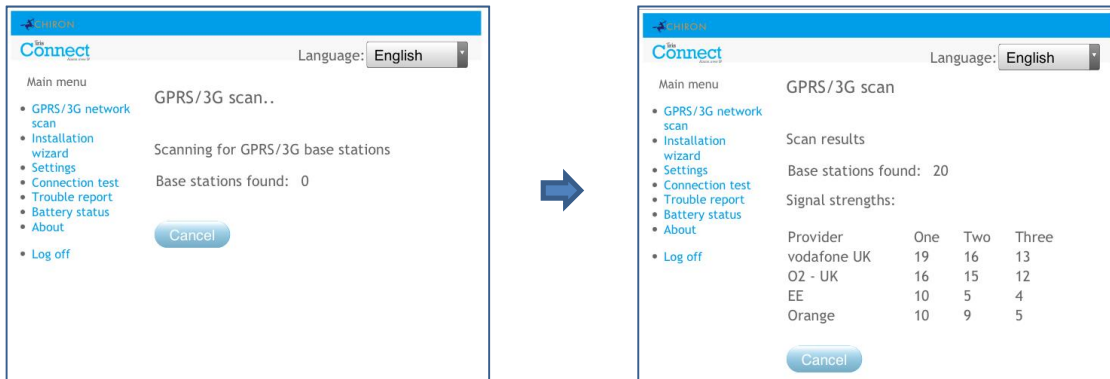 CHIRON
Connect
Language: English
Main menu
GPRS/3G network
scan
Installation
wizard
Settings
Connection test
Trouble report
Battery status
About
Log off
GPRS/3G scan..
Scanning for GPRS/3G base stations
Base stations found: 0
Cancel
CHIRON
Connect
Language: English
Main menu
GPRS/3G network
scan
Installation
wizard
Settings
Connection test
Trouble report
Battery status
About
Log off
GPRS/3G scan
Scan results
Base stations found: 20
Signal strengths:
Provider One Two Three
vodafone UK 19 16 13
O2 - UK 16 15 12
EE 10 5 4
Orange 10 9 5
Cancel